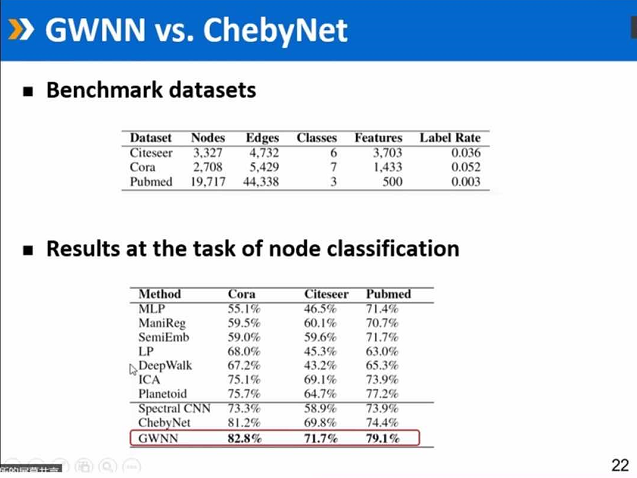 GWNN vs. ChebyNet
Benchmark datasets
Dataset Nodes Edges Classes Features Label Rate
Citeseer 3,327 4,732 6 3,703 0.036
Cora 2,708 5,429 7 1,433 0.052
Pubmed 19,717 44,338 3 500 0.003
Results at the task of node classification
Method Cora Citeseer Pubmed
MLP 55.1% 46.5% 71.4%
ManiReg 59.5% 60.1% 70.7%
SemiEmb 59.0% 59.6% 71.7%
LP 68.0% 45.3% 63.0%
DeepWalk 67.2% 43.2% 65.3%
ICA 75.1% 69.1% 73.9%
Planetoid 75.7% 64.7% 77.2%
Spectral CNN 73.3% 58.9% 73.9%
ChebyNet 81.2% 69.8% 74.4%
GWNN 82.8% 71.7% 79.1%
22